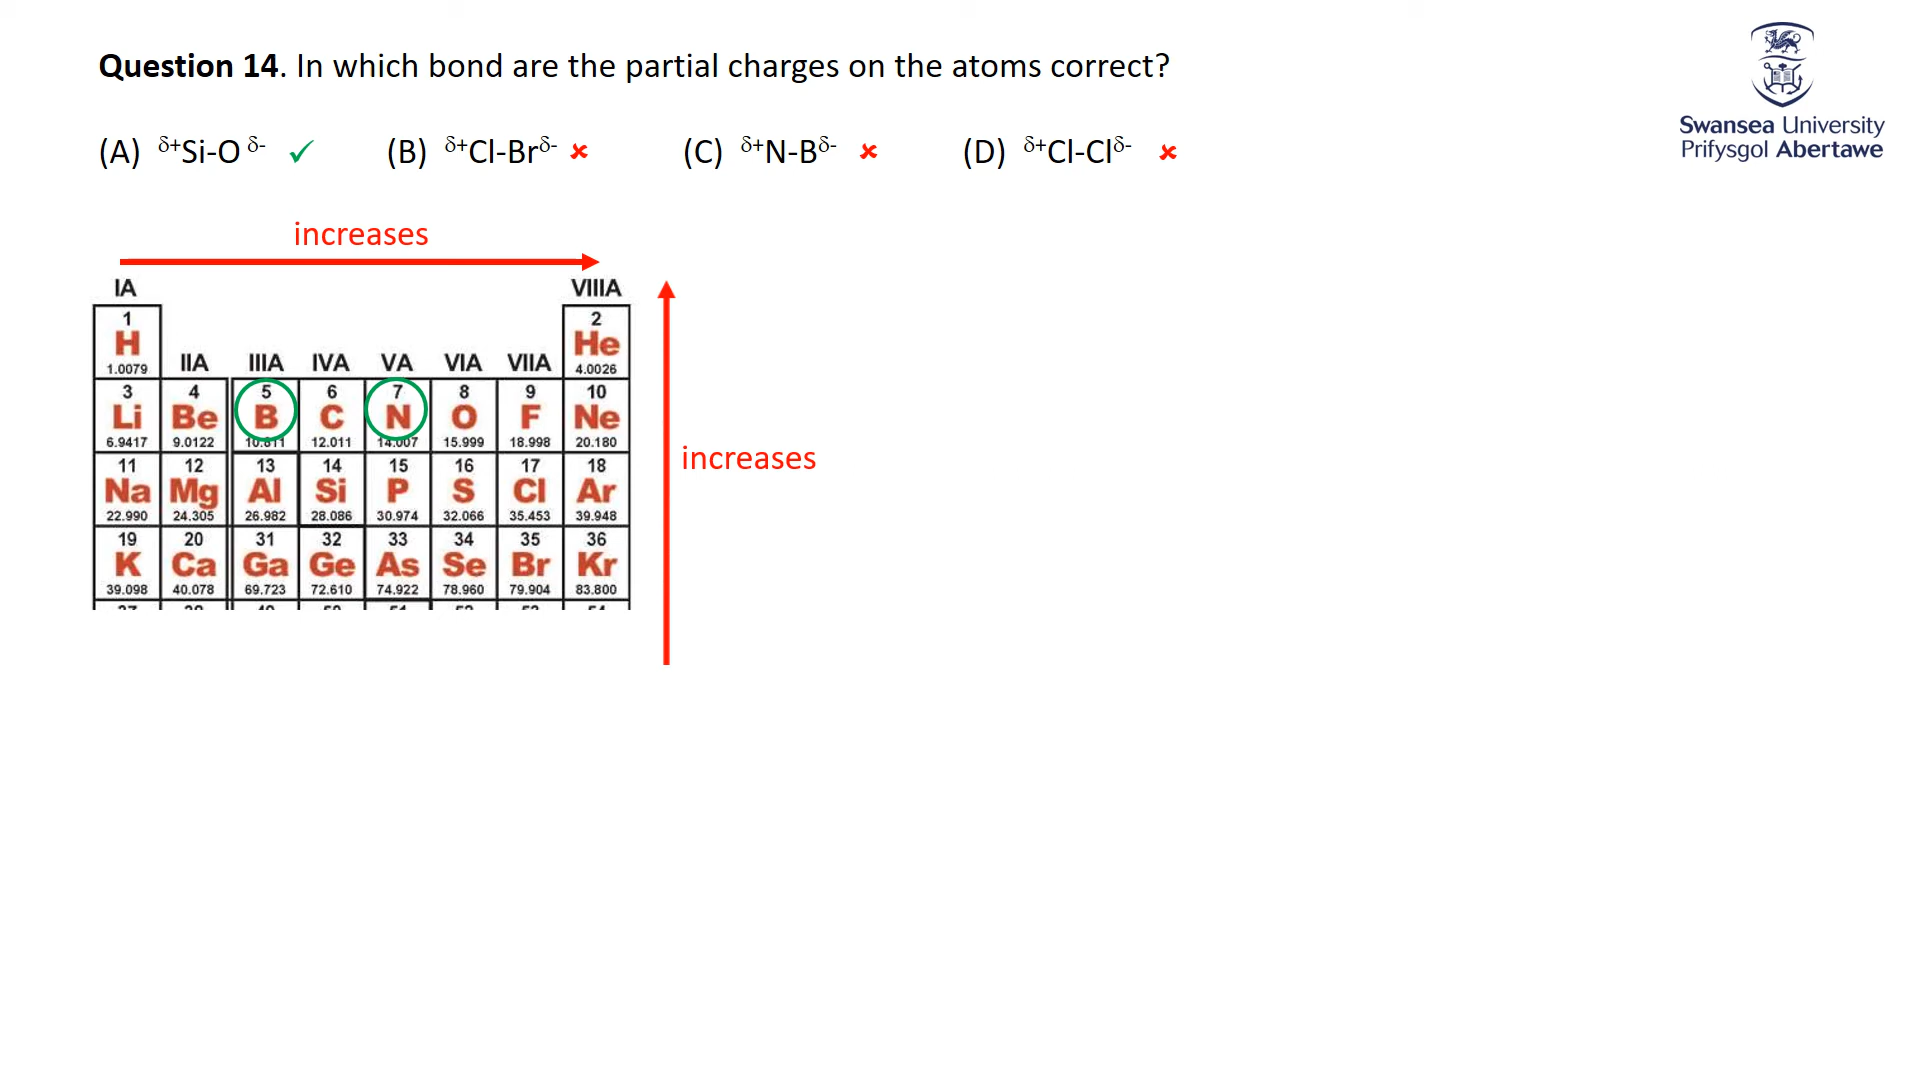 Question 14. In which bond are the partial charges on the atoms correct?
Swansea University
Prifysgol Abertawe
(A) δ+Si-O δ- ✓ (B) δ+Cl-Brδ- ✘ (C) δ+N-Bδ- ✘ (D) δ+Cl-Clδ- ✘
increases
IA VIIIA
1 2
H He
1.0079 IIA IIIA IVA VA VIA VIIA 4.0026
3 4 5 6 7 8 9 10
Li Be B C N O F Ne
6.9417 9.0122 10.811 12.011 14.007 15.999 18.998 20.180
increases
11 12 13 14 15 16 17 18
Na Mg Al Si P S Cl Ar
22.990 24.305 26.982 28.086 30.974 32.066 35.453 39.948
19 20 31 32 33 34 35 36
K Ca Ga Ge As Se Br Kr
39.098 40.078 69.723 72.610 74.922 78.960 79.904 83.800